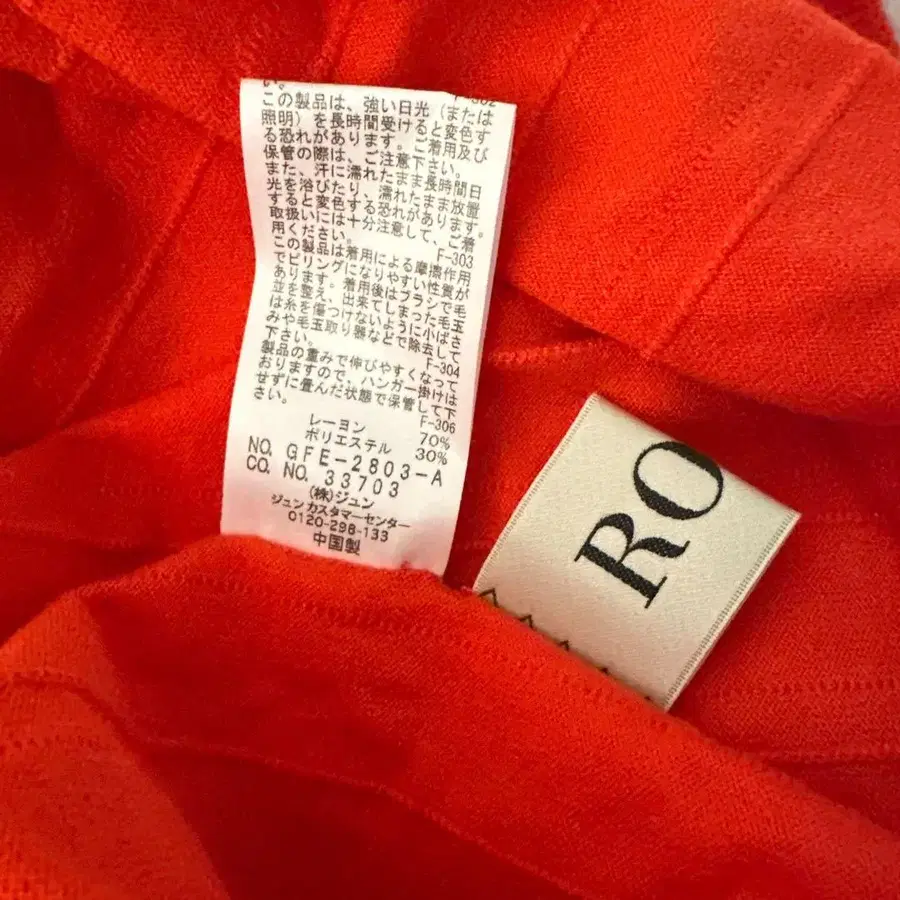 い。 F-302
この製品は、強い日光（または
照明）を長時間受けると変色す
る恐れがあります。ご着用及び
保管の際は、ご注意下さい。
また、汗に濡れたまま長時間日
光を浴びたり、濡れたまま放置
すると変色する恐れがあります。
取扱いには十分注意して、ご着
用ください。 F-303
この製品は着用による摩擦作用
でピリングになりやすい性質が
あります。着用後はブラシで毛
並を整え、出来てしまった毛玉
は糸を傷つけないように小ばさ
みや毛玉取り器などで除去して
下さい。 F-304
製品の重みで伸びやすくなって
おりますので、ハンガー掛けは
せずに畳んだ状態で保管して下
さい。 F-306
レーヨン 70%
ポリエステル 30%
NO. GFE-2803-A
CO. NO. 33703
(株)ジュン
ジュンカスタマーセンター
0120-298-133
中国製
RO